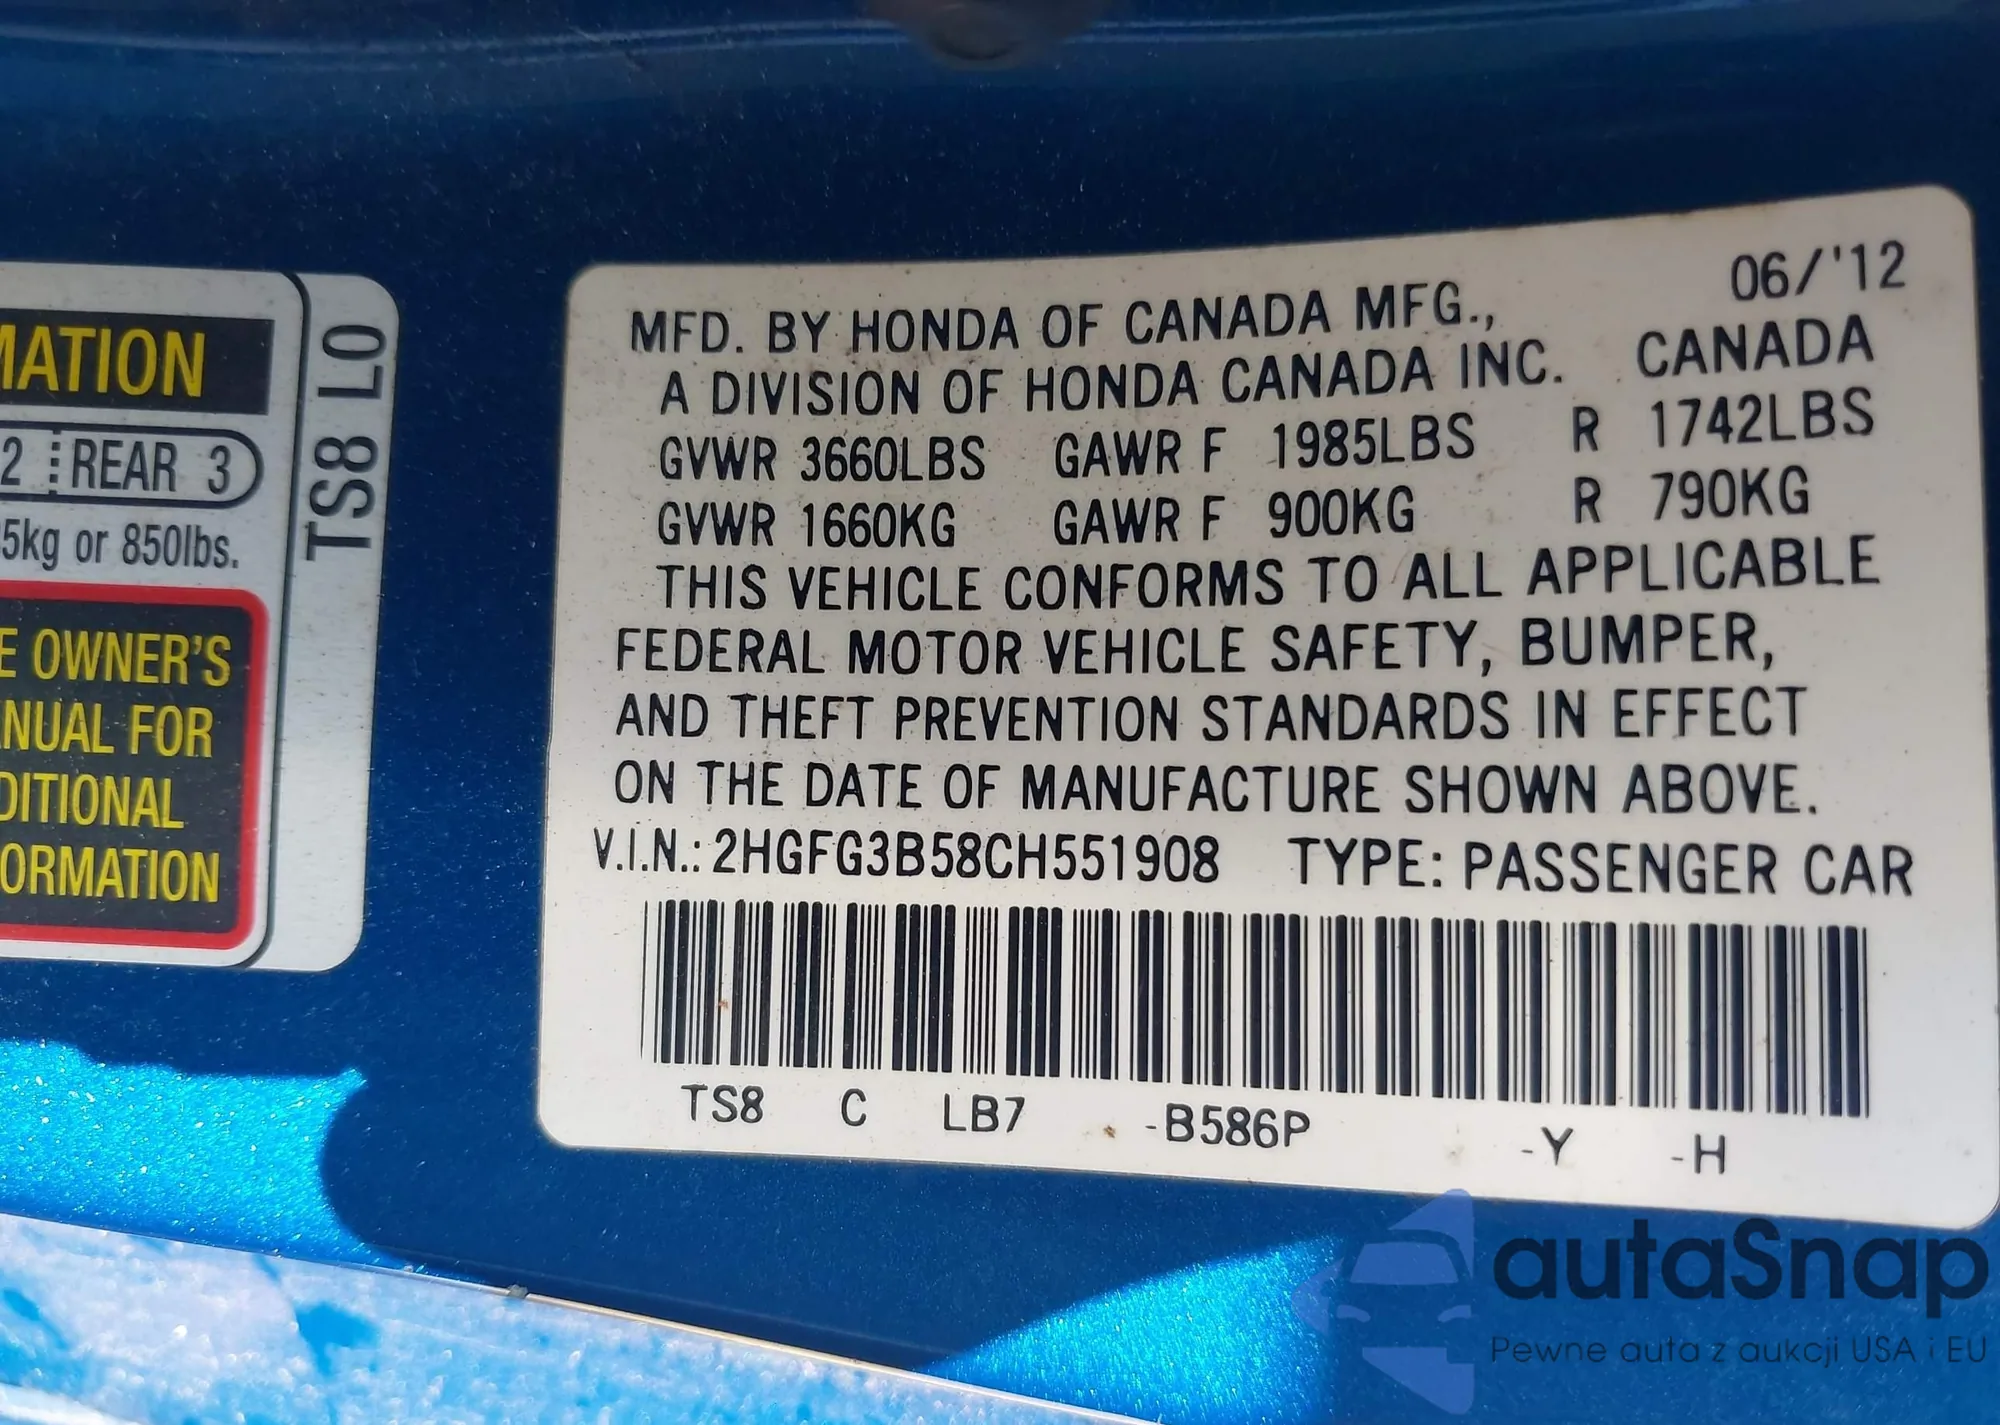 MATION
2 REAR 3
5kg or 850lbs.
E OWNER'S
NUAL FOR
DITIONAL
ORMATION
TS8 L0
06/'12
MFD. BY HONDA OF CANADA MFG.,
A DIVISION OF HONDA CANADA INC. CANADA
GVWR 3660LBS GAWR F 1985LBS R 1742LBS
GVWR 1660KG GAWR F 900KG R 790KG
THIS VEHICLE CONFORMS TO ALL APPLICABLE
FEDERAL MOTOR VEHICLE SAFETY, BUMPER,
AND THEFT PREVENTION STANDARDS IN EFFECT
ON THE DATE OF MANUFACTURE SHOWN ABOVE.
V.I.N.: 2HGFG3B58CH551908 TYPE: PASSENGER CAR
TS8 C LB7 -B586P -Y -H
autaSnap
Pewne auta z aukcji USA i EU